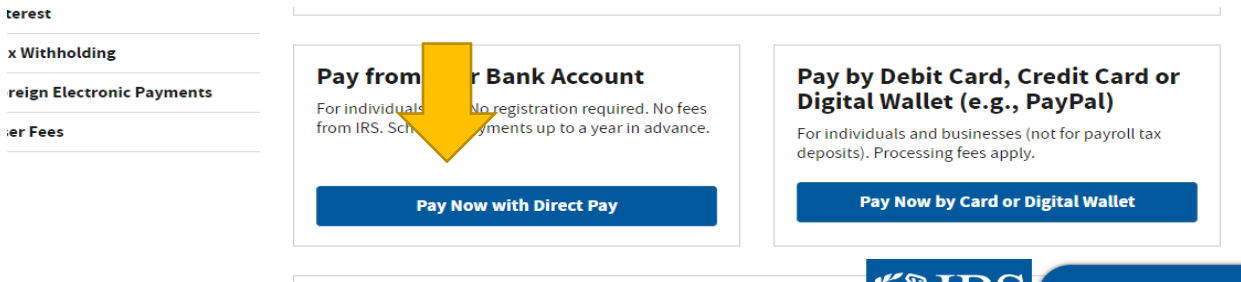 terest
x Withholding
reign Electronic Payments
ser Fees
Pay from r Bank Account
For individuals No registration required. No fees
from IRS. Sch yments up to a year in advance.
Pay Now with Direct Pay
Pay by Debit Card, Credit Card or
Digital Wallet (e.g., PayPal)
For individuals and businesses (not for payroll tax
deposits). Processing fees apply.
Pay Now by Card or Digital Wallet
IRS